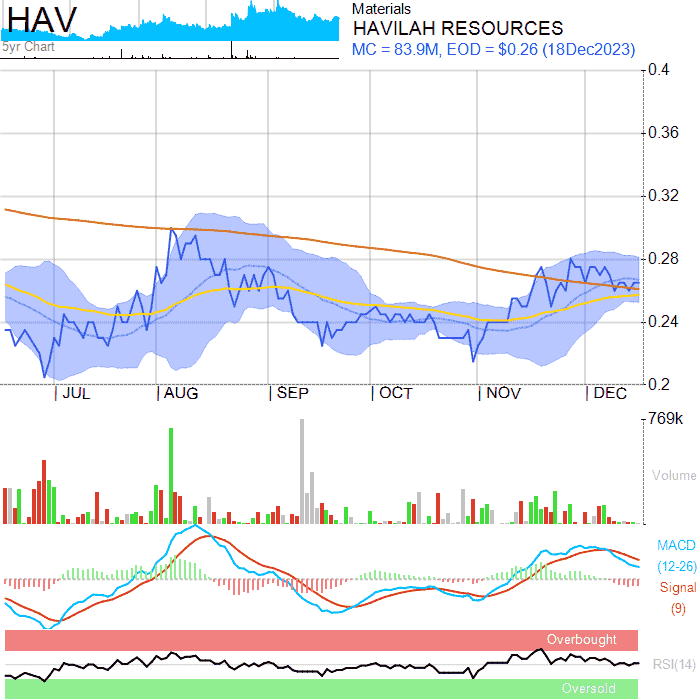 HAV
5yr Chart
Materials
HAVILAH RESOURCES
MC = 83.9M, EOD = $0.26 (18Dec2023)
0.4
0.36
0.32
0.28
0.24
0.2
JUL AUG SEP OCT NOV DEC
769k
Volume
MACD
(12-26)
Signal
(9)
Overbought
RSI(14)
Oversold